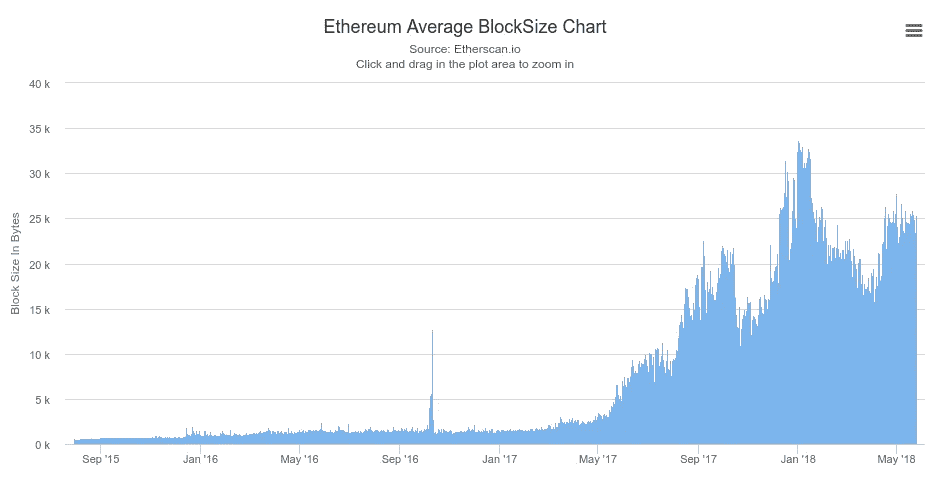 Ethereum Average BlockSize Chart
Source: Etherscan.io
Click and drag in the plot area to zoom in
Block Size In Bytes
40 k
35 k
30 k
25 k
20 k
15 k
10 k
5 k
0 k
Sep '15
Jan '16
May '16
Sep '16
Jan '17
May '17
Sep '17
Jan '18
May '18